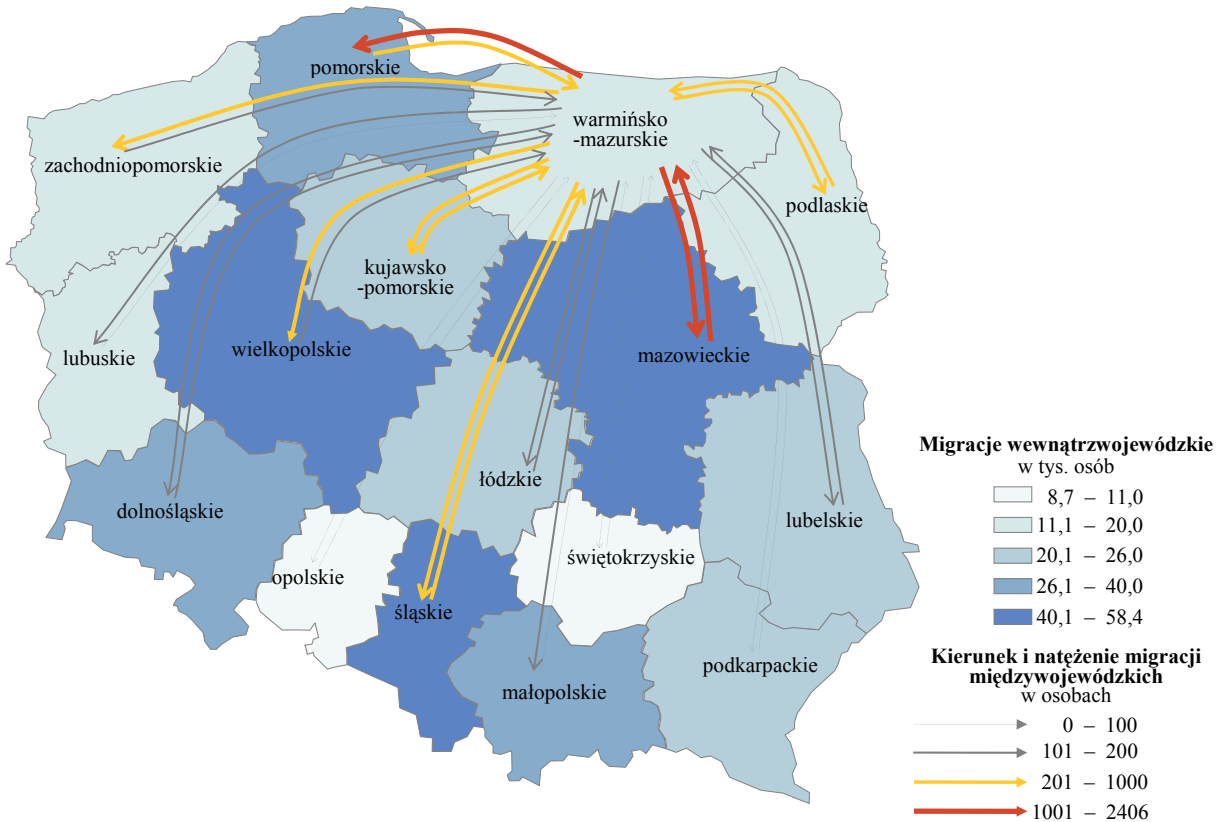 pomorskie
warmińsko
-mazurskie
zachodniopomorskie
podlaskie
kujawsko
-pomorskie
lubuskie
wielkopolskie
mazowieckie
łódzkie
dolnośląskie
lubelskie
opolskie
świętokrzyskie
śląskie
podkarpackie
małopolskie
Migracje wewnątrzwojewódzkie
w tys. osób
8,7 – 11,0
11,1 – 20,0
20,1 – 26,0
26,1 – 40,0
40,1 – 58,4
Kierunek i natężenie migracji
międzywojewódzkich
w osobach
0 – 100
101 – 200
201 – 1000
1001 – 2406